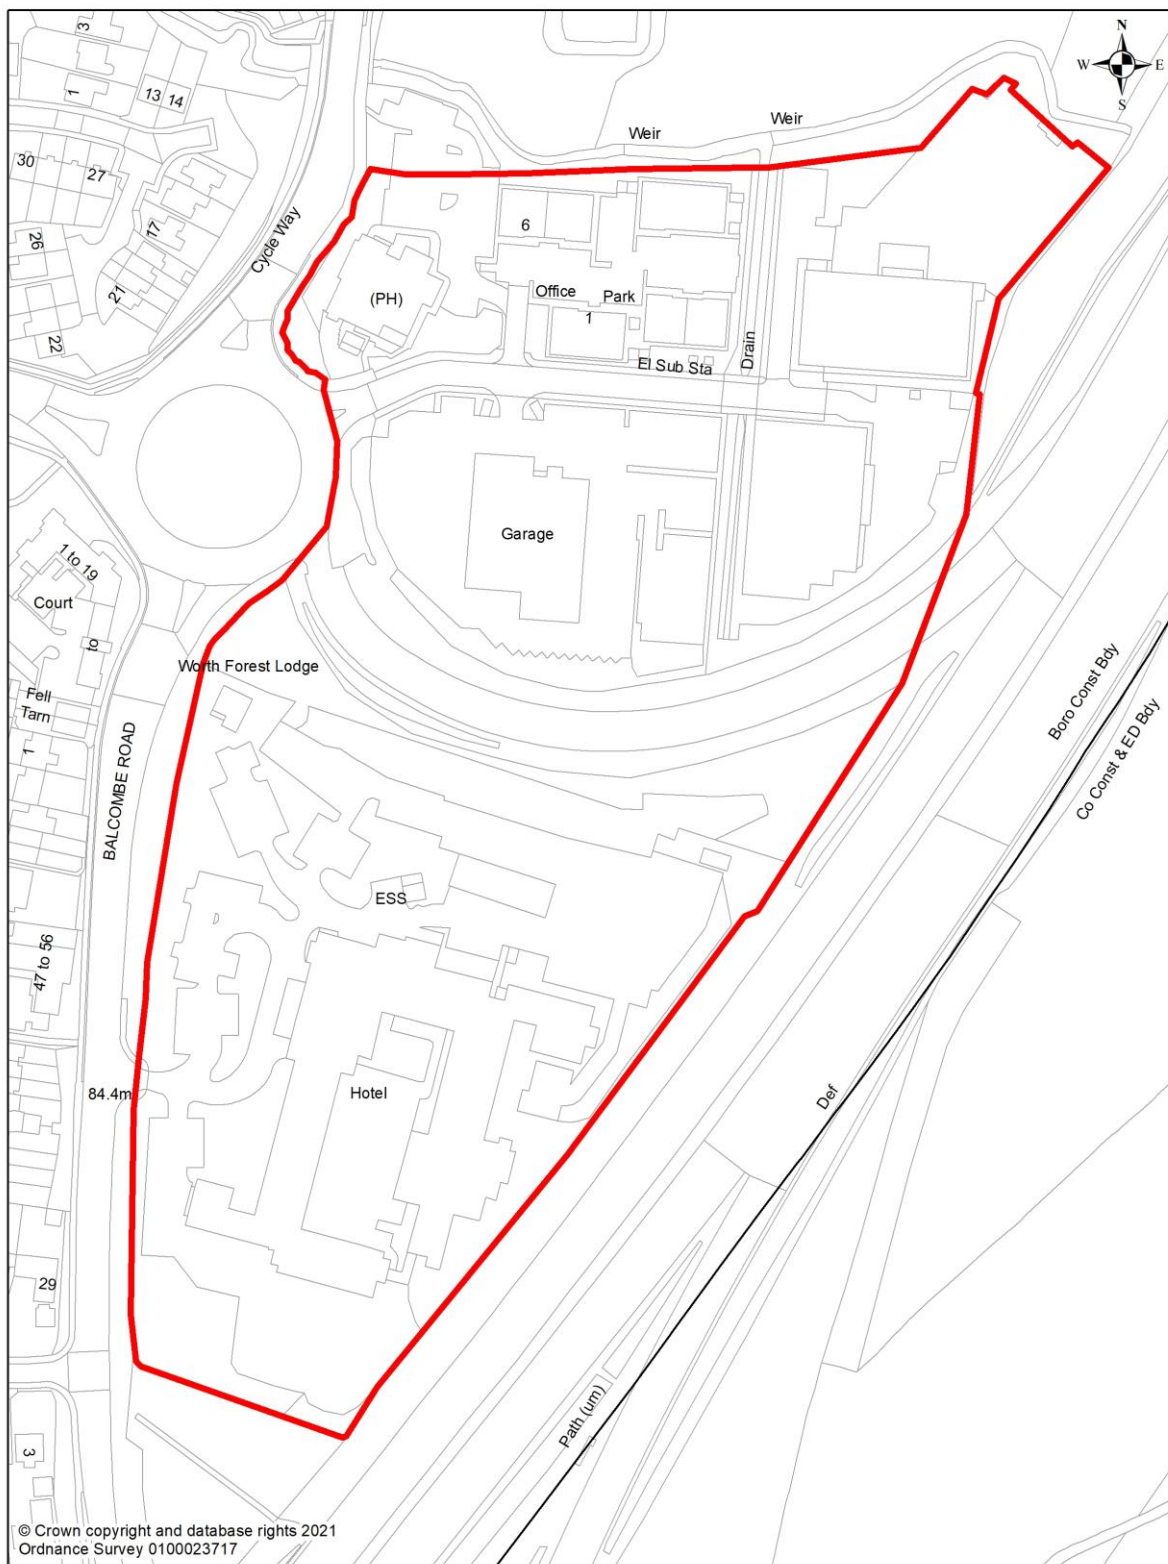 N
W E
S
3
1
13 14
30
27
26
17
21
22
Cycle Way
Weir
Weir
6
(PH)
Office Park
1
El Sub Sta
Drain
Garage
1 to 19
Court
to
Fell
Tarn
1
Worth Forest Lodge
BALCOMBE ROAD
Boro Const Bdy
Co Const & ED Bdy
ESS
47 to 56
84.4m
Hotel
Def
29
Path (um)
3
© Crown copyright and database rights 2021
Ordnance Survey 0100023717